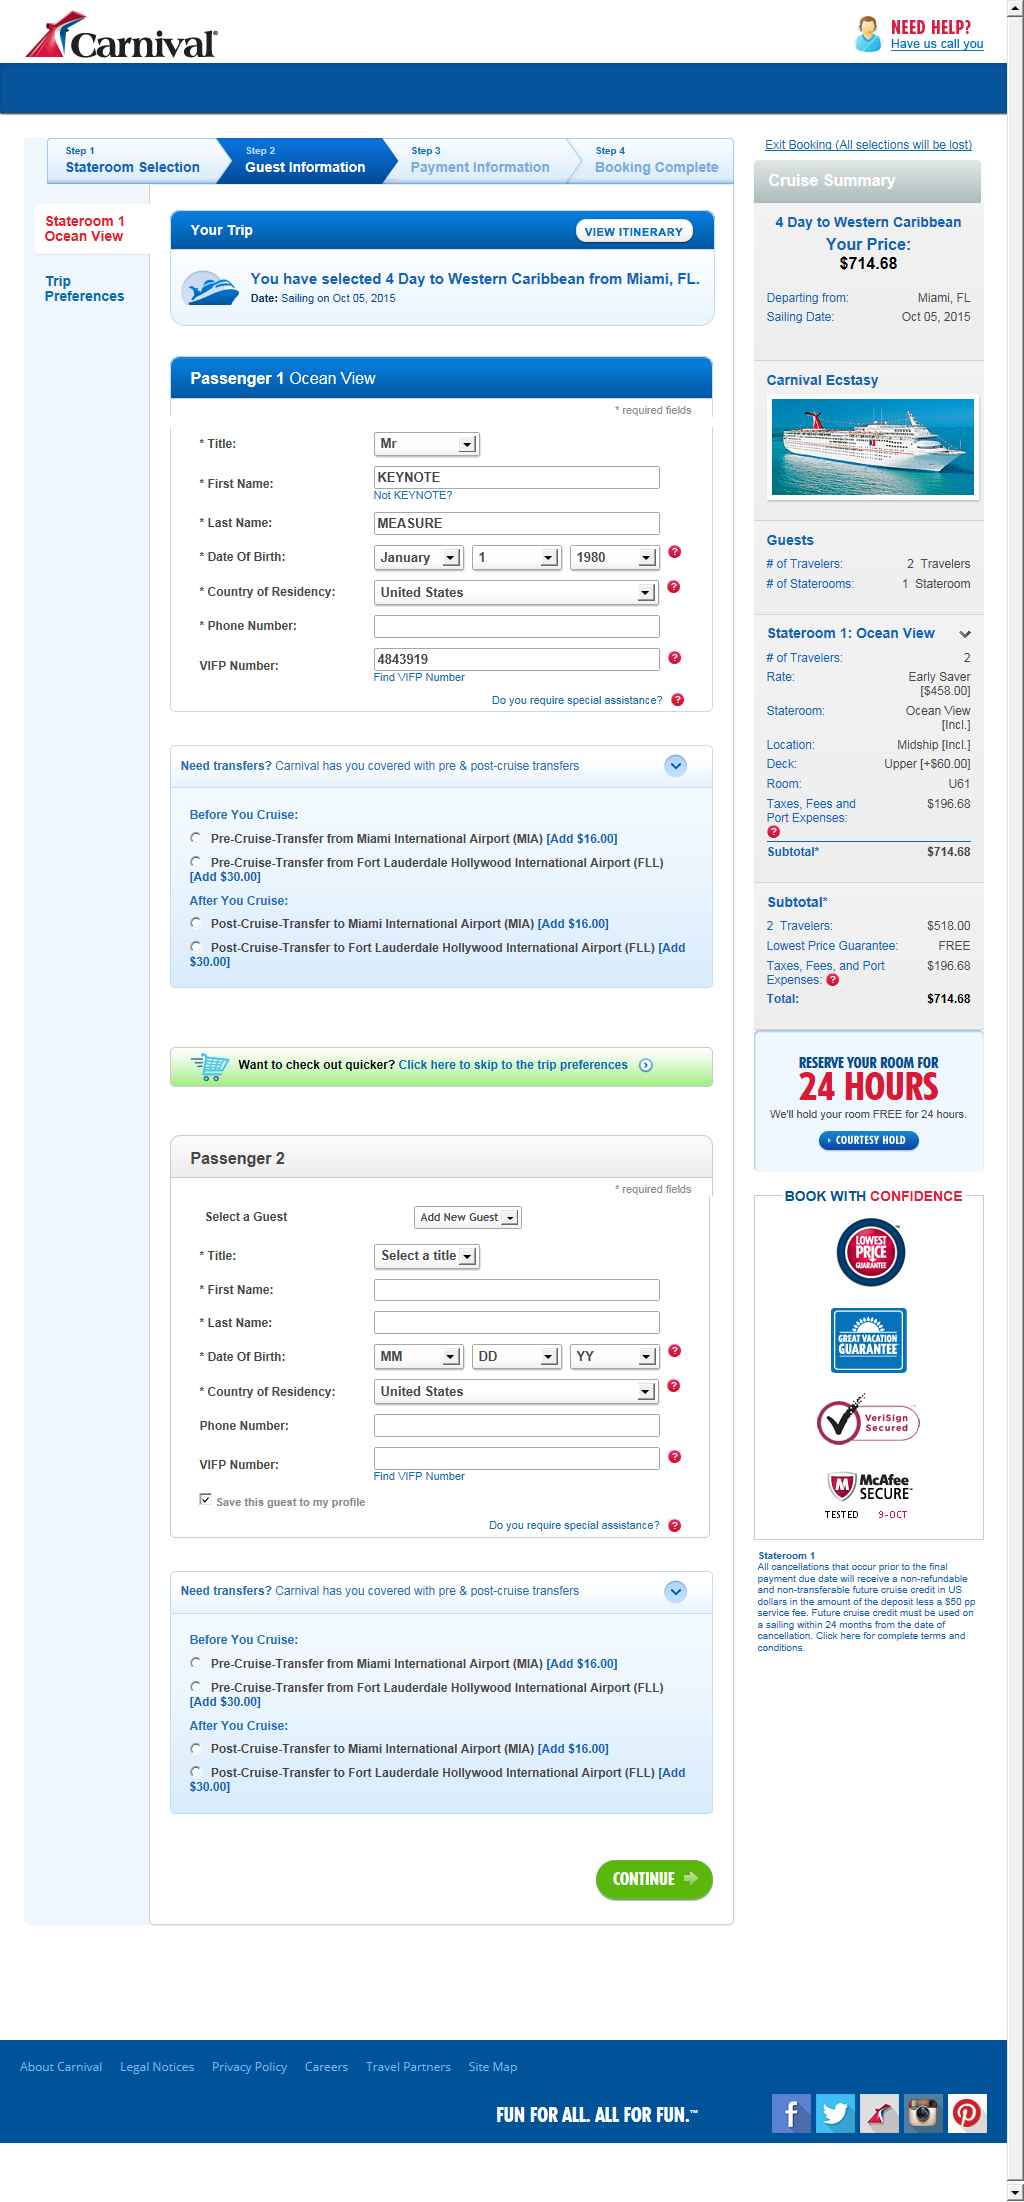 Carnival
NEED HELP?
Have us call you
Step 1
Stateroom Selection
Step 2
Guest Information
Step 3
Payment Information
Step 4
Booking Complete
Stateroom 1
Ocean View
Trip
Preferences
Your Trip
VIEW ITINERARY
You have selected 4 Day to Western Caribbean from Miami, FL.
Date: Sailing on Oct 05, 2015
Passenger 1 Ocean View
* required fields
* Title:
Mr
* First Name:
KEYNOTE
Not KEYNOTE?
* Last Name:
MEASURE
* Date Of Birth:
January
1
1980
?
* Country of Residency:
United States
?
* Phone Number:
VIFP Number:
4843919
?
Find VIFP Number
Do you require special assistance? ?
Need transfers? Carnival has you covered with pre & post-cruise transfers
Before You Cruise:
Pre-Cruise-Transfer from Miami International Airport (MIA) [Add $16.00]
Pre-Cruise-Transfer from Fort Lauderdale Hollywood International Airport (FLL)
[Add $30.00]
After You Cruise:
Post-Cruise-Transfer to Miami International Airport (MIA) [Add $16.00]
Post-Cruise-Transfer to Fort Lauderdale Hollywood International Airport (FLL) [Add
$30.00]
Want to check out quicker? Click here to skip to the trip preferences
Passenger 2
* required fields
Select a Guest
Add New Guest
* Title:
Select a title
* First Name:
* Last Name:
* Date Of Birth:
MM
DD
YY
?
* Country of Residency:
United States
?
Phone Number:
VIFP Number:
?
Find VIFP Number
Save this guest to my profile
Do you require special assistance? ?
Need transfers? Carnival has you covered with pre & post-cruise transfers
Before You Cruise:
Pre-Cruise-Transfer from Miami International Airport (MIA) [Add $16.00]
Pre-Cruise-Transfer from Fort Lauderdale Hollywood International Airport (FLL)
[Add $30.00]
After You Cruise:
Post-Cruise-Transfer to Miami International Airport (MIA) [Add $16.00]
Post-Cruise-Transfer to Fort Lauderdale Hollywood International Airport (FLL) [Add
$30.00]
CONTINUE
Exit Booking (All selections will be lost)
Cruise Summary
4 Day to Western Caribbean
Your Price:
$714.68
Departing from: Miami, FL
Sailing Date: Oct 05, 2015
Carnival Ecstasy
Guests
# of Travelers: 2 Travelers
# of Staterooms: 1 Stateroom
Stateroom 1: Ocean View
# of Travelers: 2
Rate: Early Saver
[$458.00]
Stateroom: Ocean View
[Incl.]
Location: Midship [Incl.]
Deck: Upper [+$60.00]
Room: U61
Taxes, Fees and $196.68
Port Expenses:
?
Subtotal* $714.68
Subtotal*
2 Travelers: $518.00
Lowest Price Guarantee: FREE
Taxes, Fees, and Port $196.68
Expenses: ?
Total: $714.68
RESERVE YOUR ROOM FOR
24 HOURS
We'll hold your room FREE for 24 hours.
COURTESY HOLD
BOOK WITH CONFIDENCE
LOWEST
PRICE
GUARANTEE
GREAT VACATION
GUARANTEE
VeriSign
Secured
McAfee
SECURE
TESTED 9-OCT
Stateroom 1
All cancellations that occur prior to the final
payment due date will receive a non-refundable
and non-transferable future cruise credit in US
dollars in the amount of the deposit less a $50 pp
service fee. Future cruise credit must be used on
a sailing within 24 months from the date of
cancellation. Click here for complete terms and
conditions.
About Carnival
Legal Notices
Privacy Policy
Careers
Travel Partners
Site Map
FUN FOR ALL. ALL FOR FUN.™